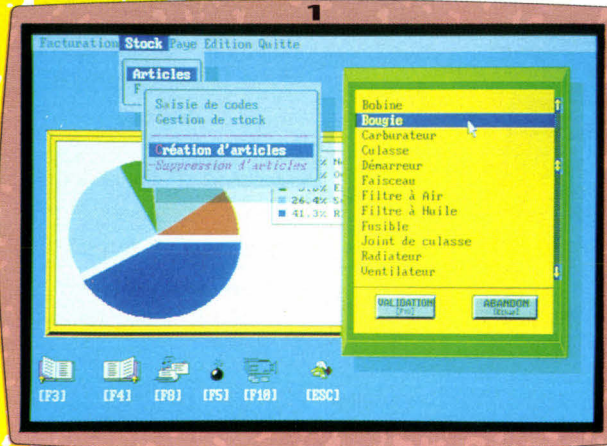 1
Facturation Stock Page Edition Quitte
Articles
F
Saisie de codes
Gestion de stock
Création d'articles
Suppression d'articles
26.4%
41.3%
Bobine
Bougie
Carburateur
Culasse
Démarreur
Faisceau
Filtre à Air
Filtre à Huile
Fusible
Joint de culasse
Radiateur
Ventilateur
VALIDATION ABANDON
[F10]
[F3] [F4] [F8] [F5] [F10] [ESC]